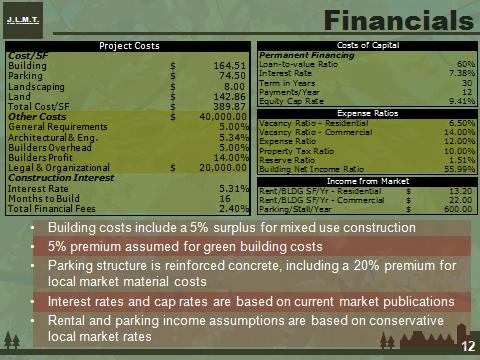 J.L.M.T.
Financials
Project Costs
Cost/SF
Building $ 164.51
Parking $ 74.50
Landscaping $ 8.00
Land $ 142.86
Total Cost/SF $ 389.87
Other Costs $ 40,000.00
General Requirements 5.00%
Architectural & Eng. 5.34%
Builders Overhead 5.00%
Builders Profit 14.00%
Legal & Organizational $ 20,000.00
Construction Interest
Interest Rate 5.31%
Months to Build 16
Total Financial Fees 2.40%
Costs of Capital
Permanent Financing
Loan-to-value Ratio 60%
Interest Rate 7.38%
Term in Years 30
Payments/Year 12
Equity Cap Rate 9.41%
Expense Ratios
Vacancy Ratio - Residential 6.50%
Vacancy Ratio - Commercial 14.00%
Expense Ratio 12.00%
Property Tax Ratio 10.00%
Reserve Ratio 1.51%
Building Net Income Ratio 55.99%
Income from Market
Rent/BLDG SF/Yr - Residential $ 13.20
Rent/BLDG SF/Yr - Commercial $ 22.00
Parking/Stall/Year $ 600.00
• Building costs include a 5% surplus for mixed use construction
• 5% premium assumed for green building costs
• Parking structure is reinforced concrete, including a 20% premium for
local market material costs
• Interest rates and cap rates are based on current market publications
• Rental and parking income assumptions are based on conservative
local market rates
12